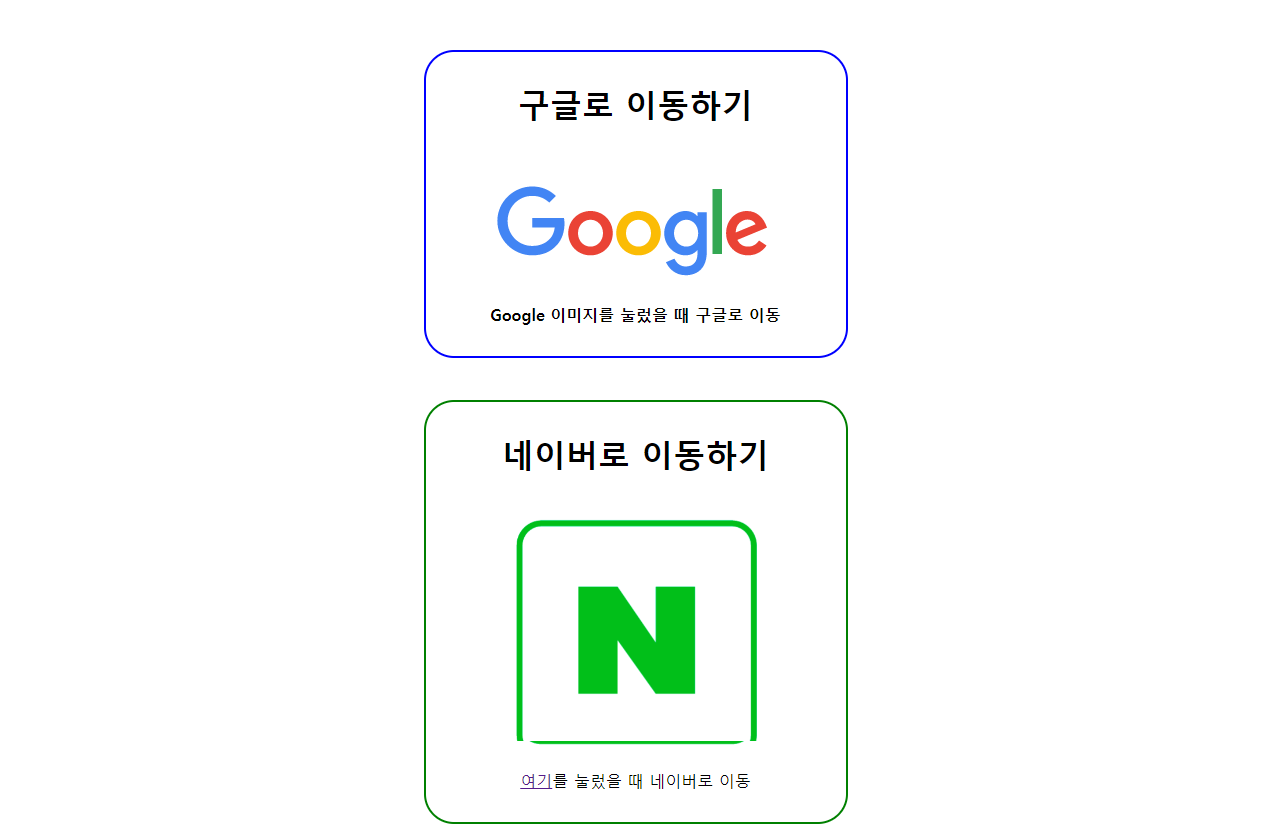 구글로 이동하기
Google
Google 이미지를 눌렀을 때 구글로 이동
네이버로 이동하기
N
여기를 눌렀을 때 네이버로 이동